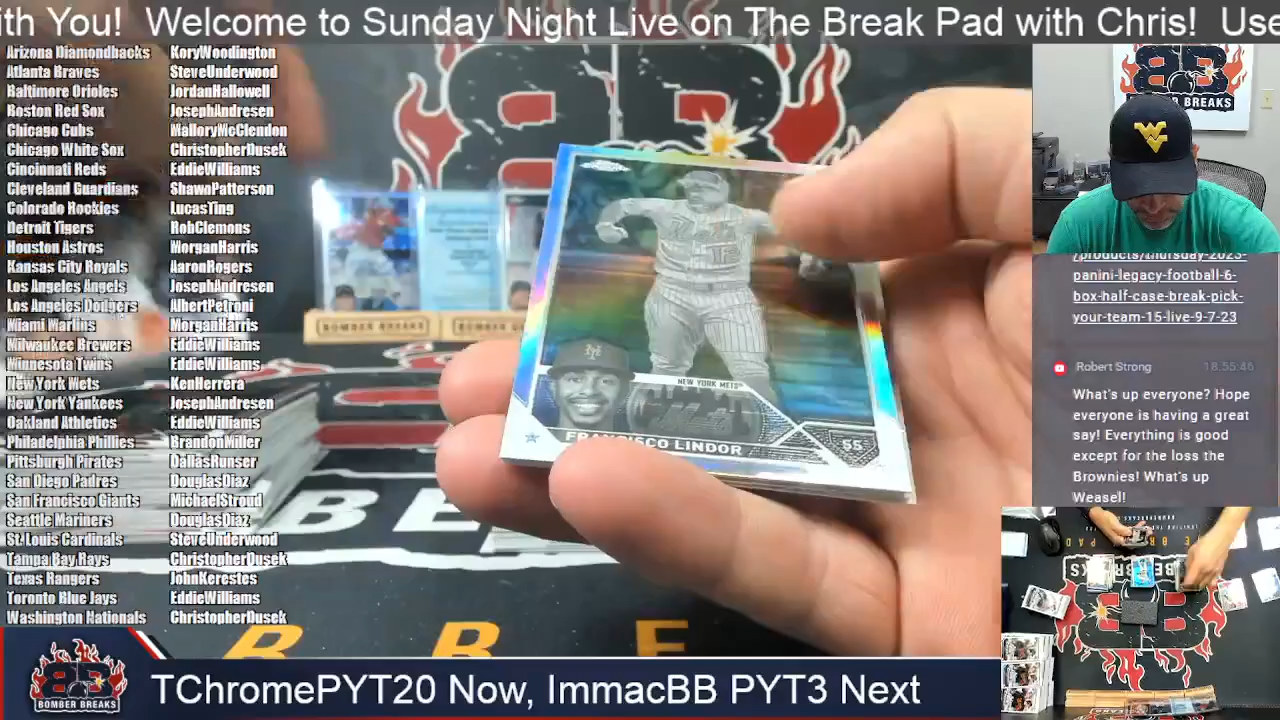 ith You!  Welcome to Sunday Night Live on The Break Pad with Chris!  Use
Arizona Diamondbacks KoryWoodington
Atlanta Braves SteveUnderwood
Baltimore Orioles JordanHallowell
Boston Red Sox JosephAndresen
Chicago Cubs MalloryMcClendon
Chicago White Sox ChristopherDusek
Cincinnati Reds EddieWilliams
Cleveland Guardians ShawnPatterson
Colorado Rockies LucasTing
Detroit Tigers RobClemons
Houston Astros MorganHarris
Kansas City Royals AaronRogers
Los Angeles Angels JosephAndresen
Los Angeles Dodgers AlbertPetroni
Miami Marlins MorganHarris
Milwaukee Brewers EddieWilliams
Minnesota Twins EddieWilliams
New York Mets KenHerrera
New York Yankees JosephAndresen
Oakland Athletics EddieWilliams
Philadelphia Phillies BrandonMiller
Pittsburgh Pirates DallasRunser
San Diego Padres DouglasDiaz
San Francisco Giants MichaelStroud
Seattle Mariners DouglasDiaz
St. Louis Cardinals SteveUnderwood
Tampa Bay Rays ChristopherDusek
Texas Rangers JohnKerestes
Toronto Blue Jays EddieWilliams
Washington Nationals ChristopherDusek
BOMBER BREAKS
NEW YORK METS
FRANCISCO LINDOR
SS
BREAKS
WV
/products/thursday-2023-
panini-legacy-football-6-
box-half-case-break-pick-
your-team-15-live-9-7-23
Robert Strong 18:55:46
What's up everyone? Hope
everyone is having a great
say! Everything is good
except for the loss the
Brownies! What's up
Weasel!
BOMBER BREAKS
TChromePYT20 Now, ImmacBB PYT3 Next